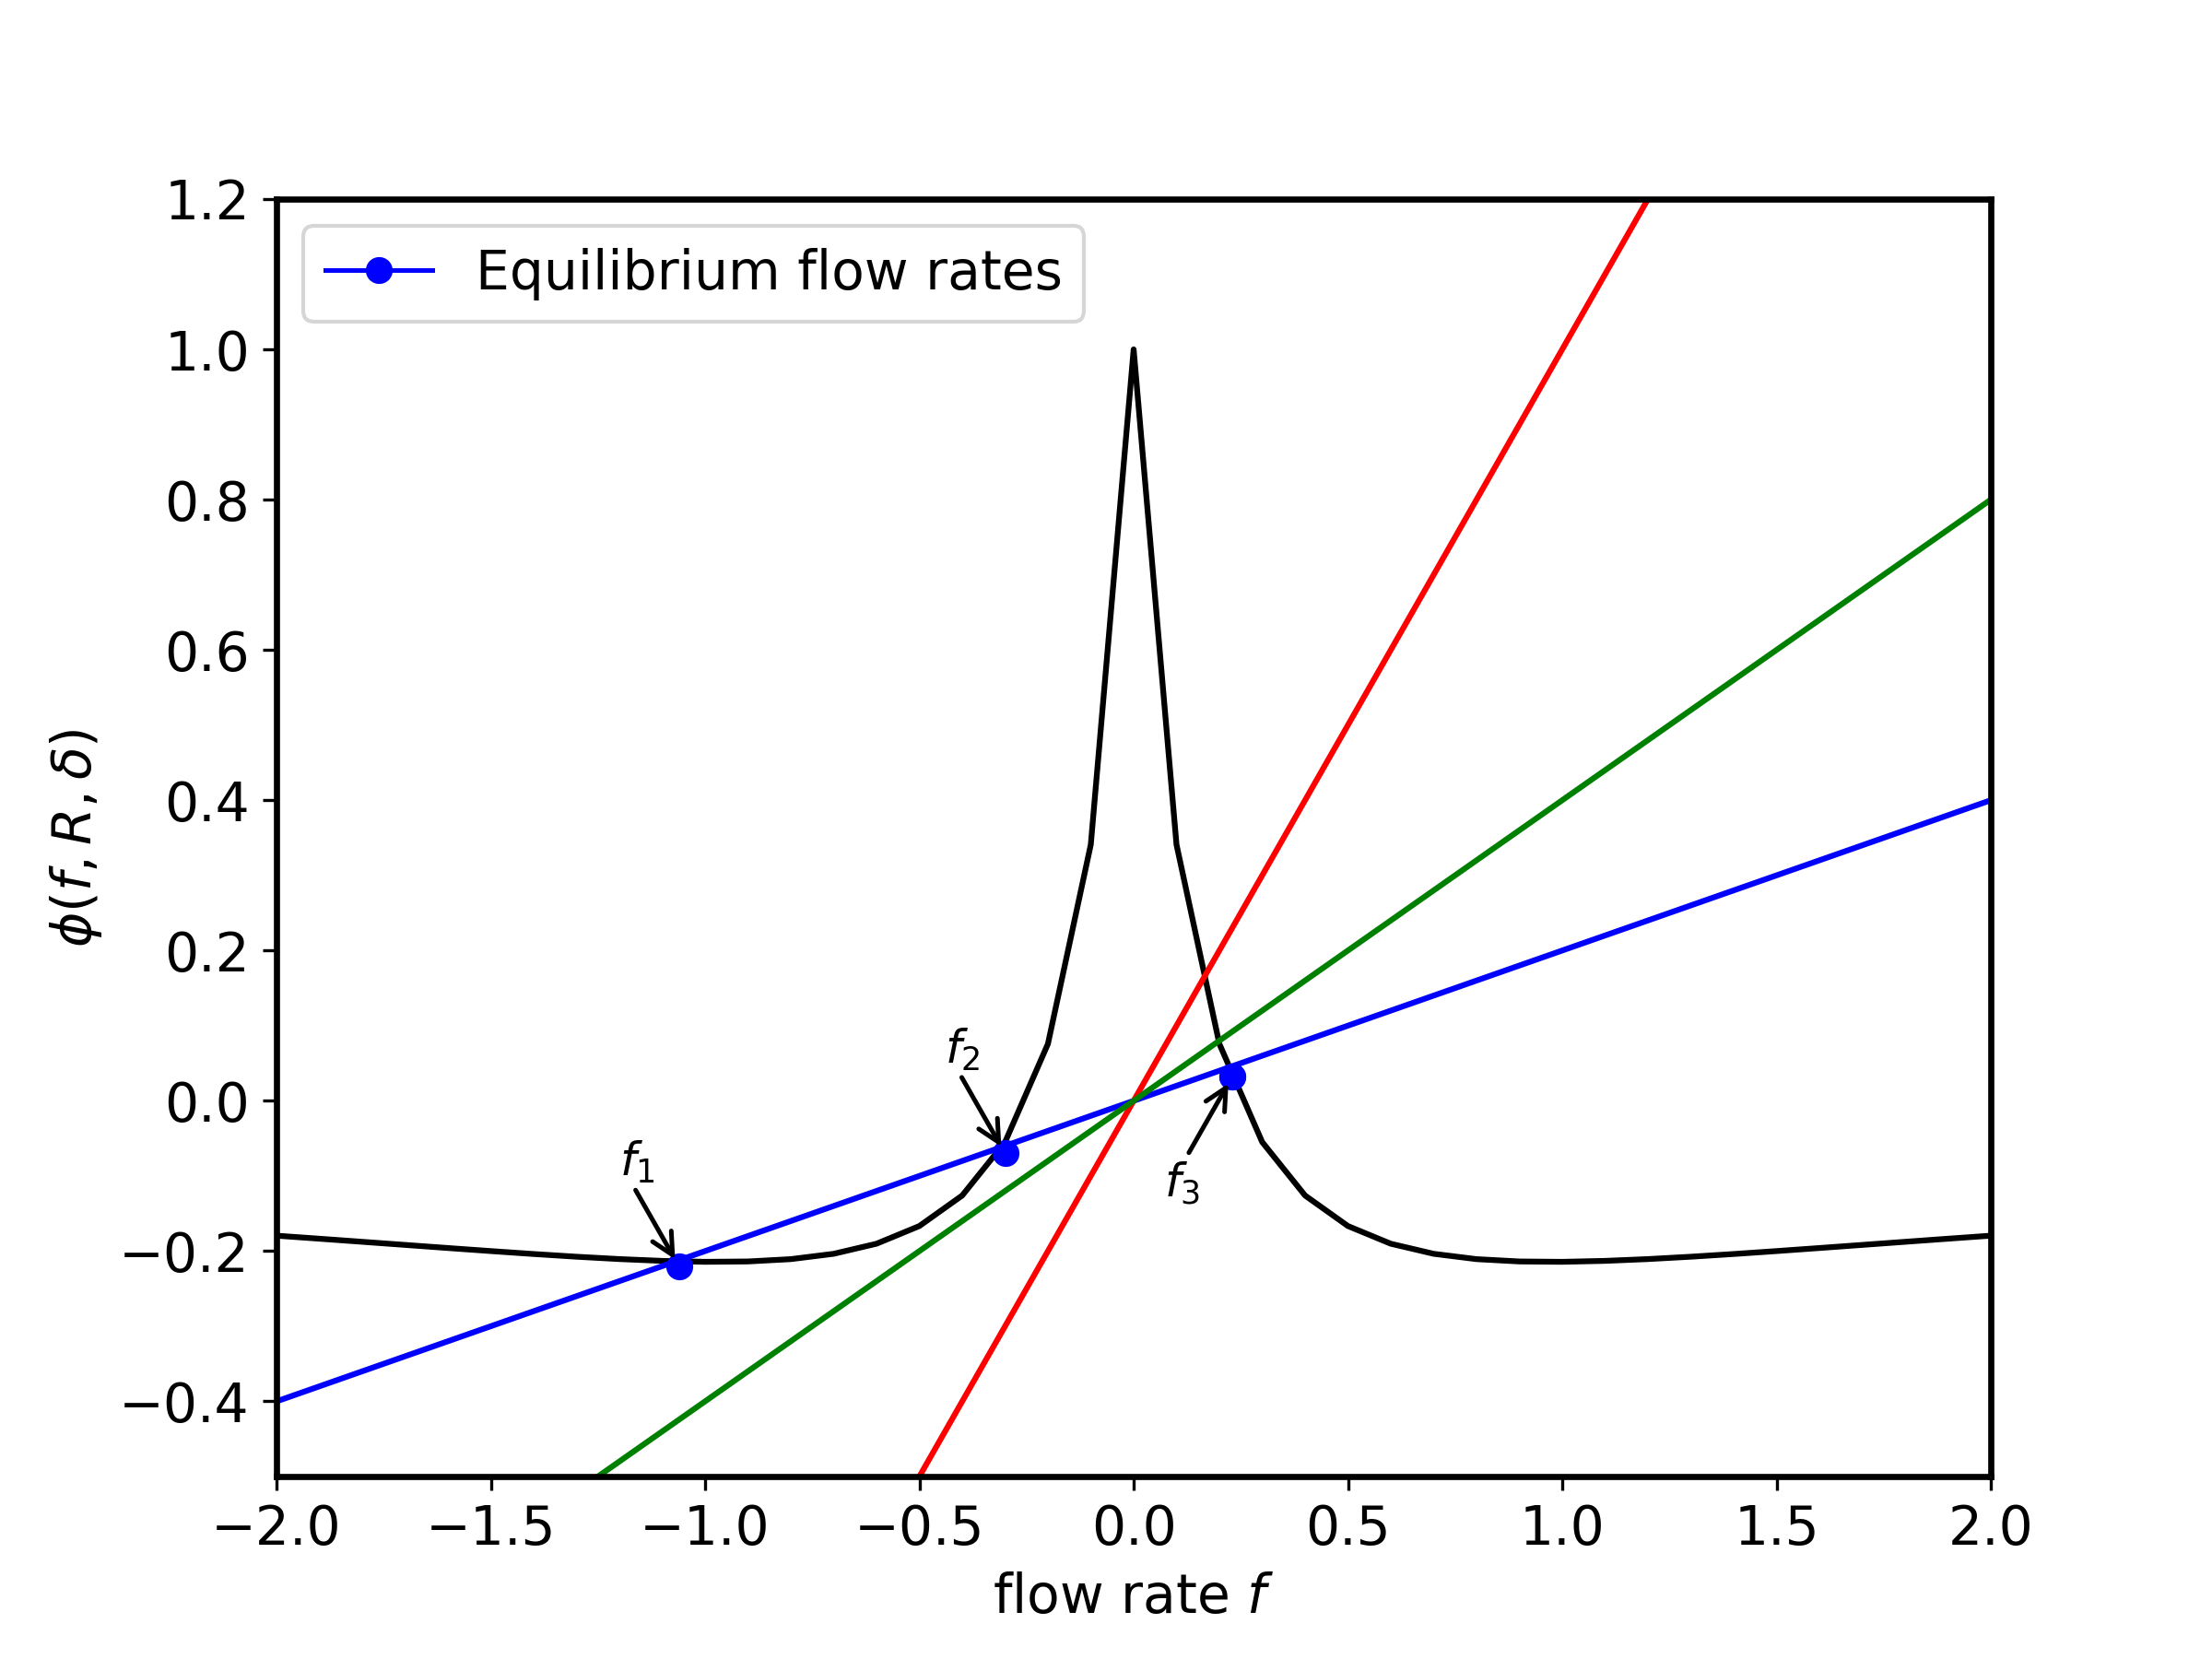 Equilibrium flow rates
1.2
1.0
0.8
0.6
0.4
0.2
0.0
−0.2
−0.4
ϕ(f, R, δ)
f₁
f₂
f₃
−2.0 −1.5 −1.0 −0.5 0.0 0.5 1.0 1.5 2.0
flow rate f